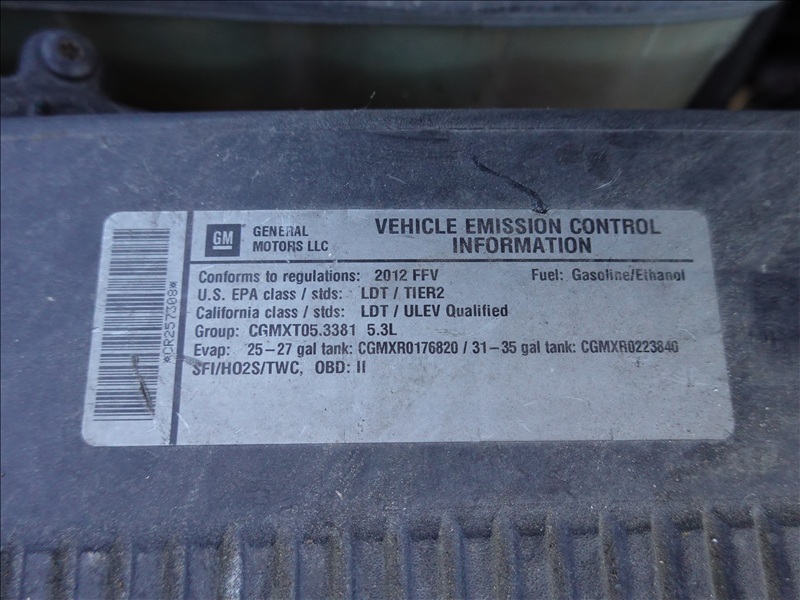 *CR257308*
GM
GENERAL
MOTORS LLC
VEHICLE EMISSION CONTROL
INFORMATION
Conforms to regulations: 2012 FFV Fuel: Gasoline/Ethanol
U.S. EPA class / stds: LDT / TIER2
California class / stds: LDT / ULEV Qualified
Group: CGMXT05.3381 5.3L
Evap: 25-27 gal tank: CGMXR0176820 / 31-35 gal tank: CGMXR0223840
SFI/HO2S/TWC, OBD: II